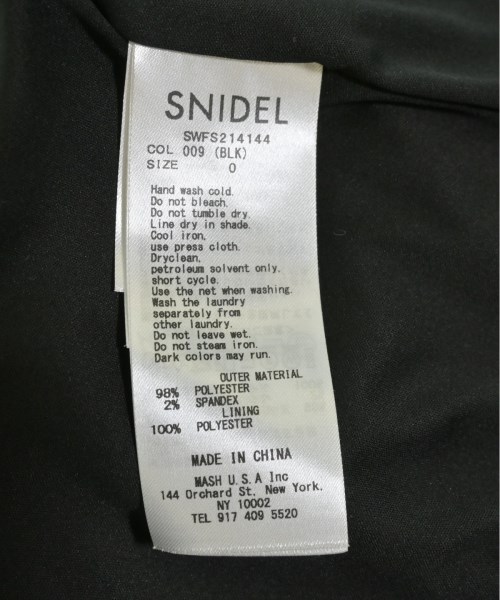 SNIDEL
SWFS214144
COL 009 (BLK)
SIZE 0
Hand wash cold.
Do not bleach.
Do not tumble dry.
Line dry in shade.
Cool iron,
use press cloth.
Dryclean,
petroleum solvent only.
short cycle.
Use the net when washing.
Wash the laundry
separately from
other laundry.
Do not leave wet.
Do not steam iron.
Dark colors may run.
OUTER MATERIAL
98% POLYESTER
2% SPANDEX
LINING
100% POLYESTER
MADE IN CHINA
MASH U.S.A Inc
144 Orchard St, New York.
NY 10002
TEL 917 409 5520